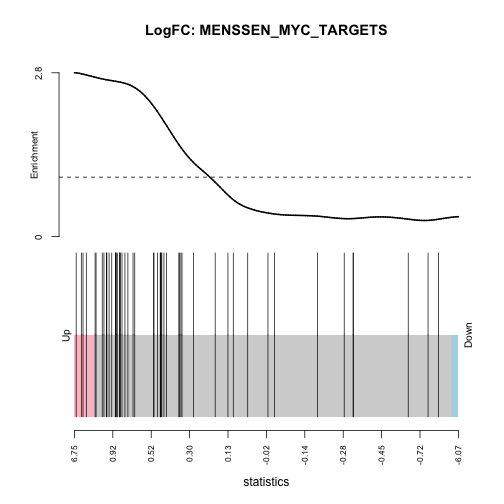 LogFC: MENSSEN_MYC_TARGETS
2.8
Enrichment
0
Up
Down
6.75 0.92 0.52 0.30 0.13 -0.02 -0.14 -0.28 -0.45 -0.72 -6.07
statistics